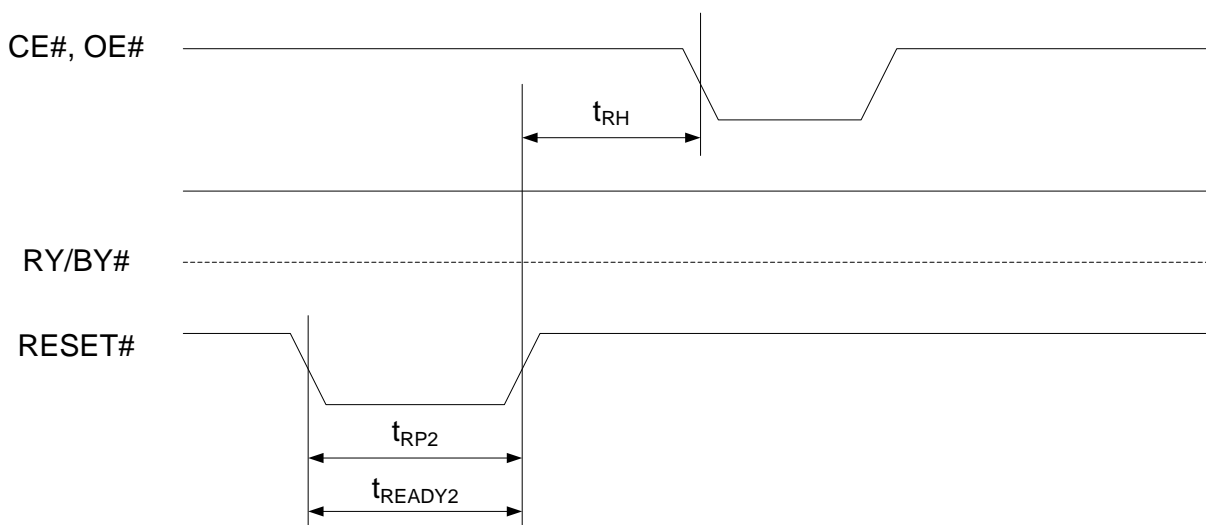 CE#, OE#
tRH
RY/BY#
RESET#
tRP2
tREADY2